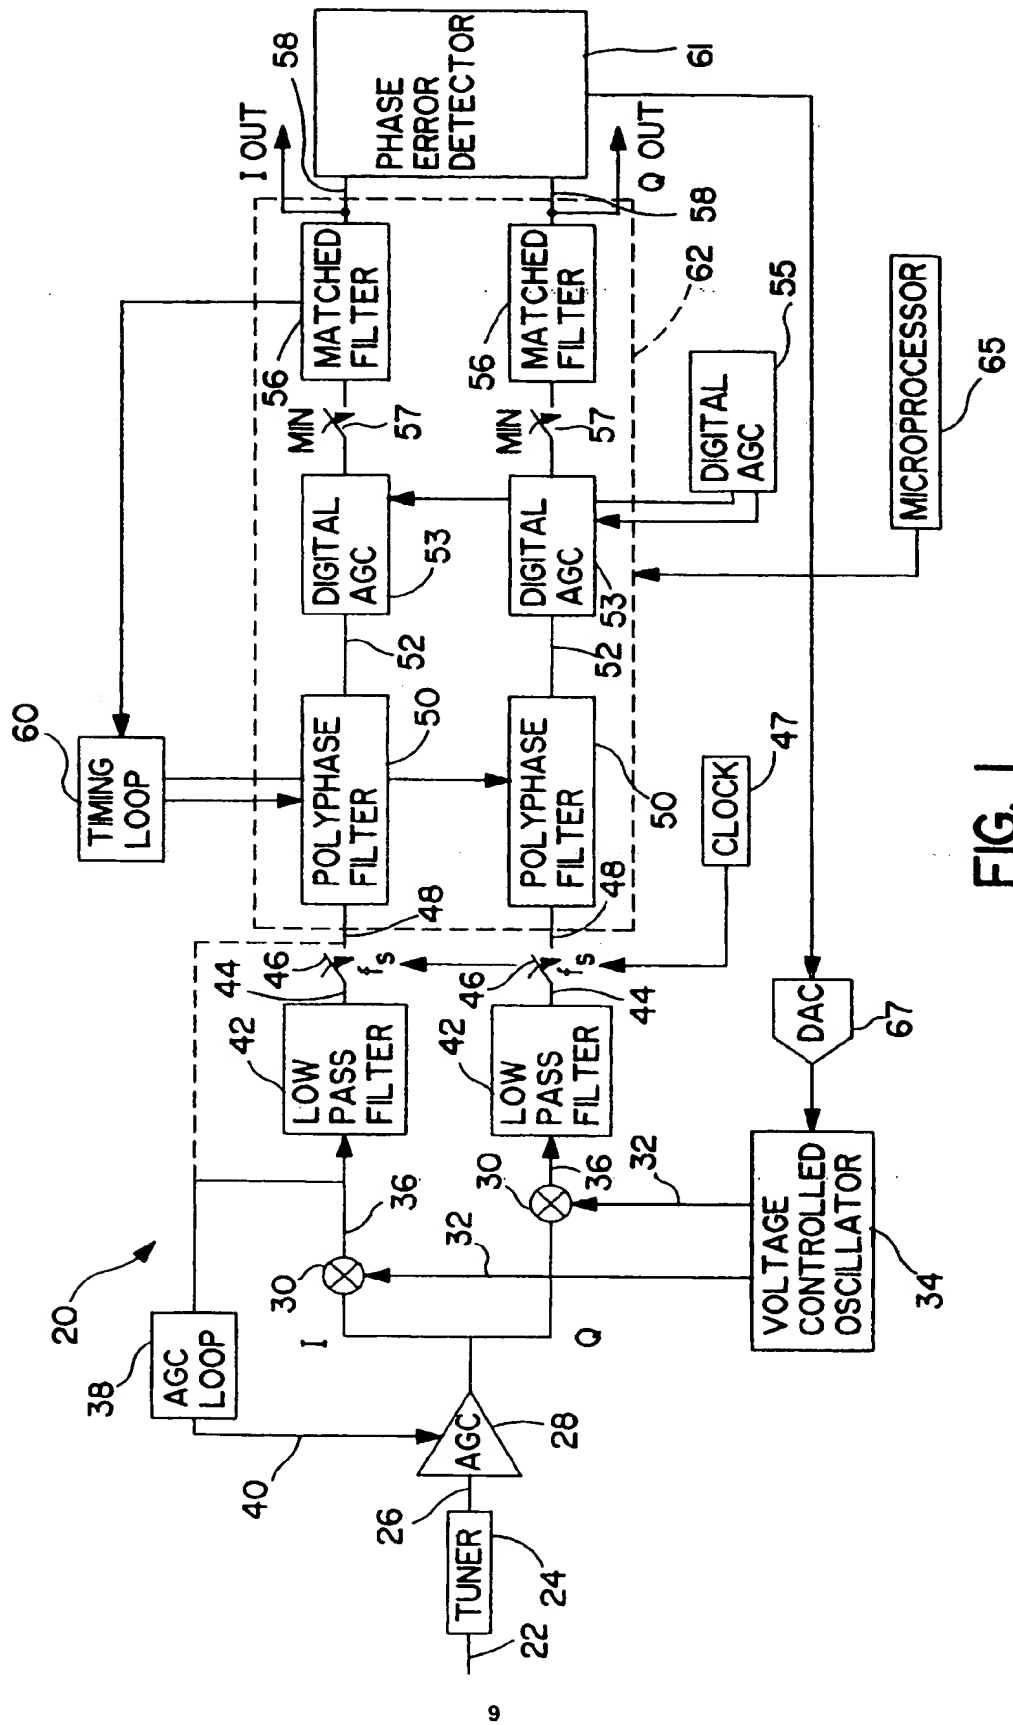 20
38
AGC
LOOP
40
22
TUNER
24
26
AGC
28
I
Q
30
30
32
32
36
36
VOLTAGE
CONTROLLED
OSCILLATOR
34
42
LOW
PASS
FILTER
42
LOW
PASS
FILTER
44
44
46
fs
46
fs
48
48
CLOCK
47
DAC
67
60
TIMING
LOOP
POLYPHASE
FILTER
50
POLYPHASE
FILTER
50
52
52
DIGITAL
AGC
53
DIGITAL
AGC
53
DIGITAL
AGC
55
MIN
57
MIN
57
56
MATCHED
FILTER
56
MATCHED
FILTER
62
58
58
58
I OUT
Q OUT
PHASE
ERROR
DETECTOR
61
MICROPROCESSOR
65
FIG. 1
9